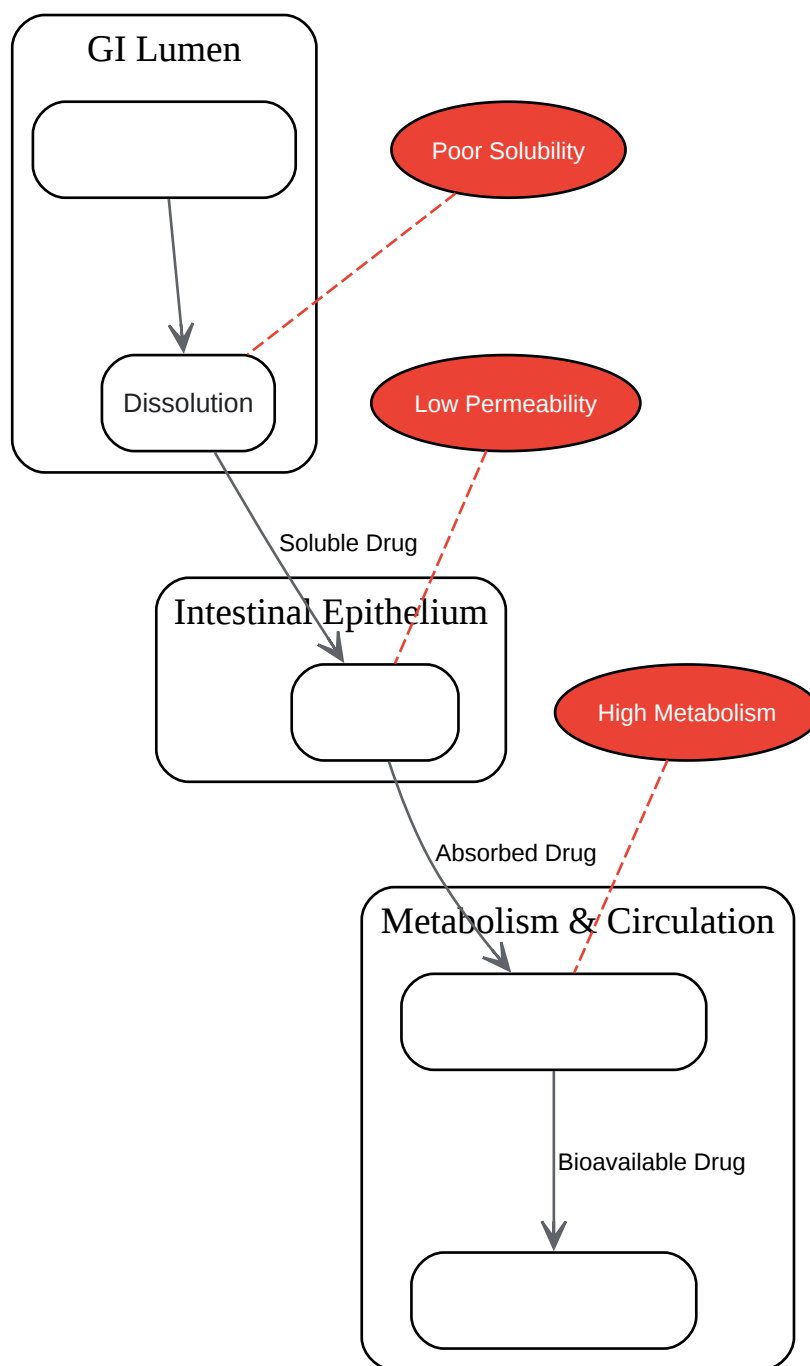 GI Lumen
Poor Solubility
Dissolution
Low Permeability
Soluble Drug
Intestinal Epithelium
High Metabolism
Absorbed Drug
Metabolism & Circulation
Bioavailable Drug